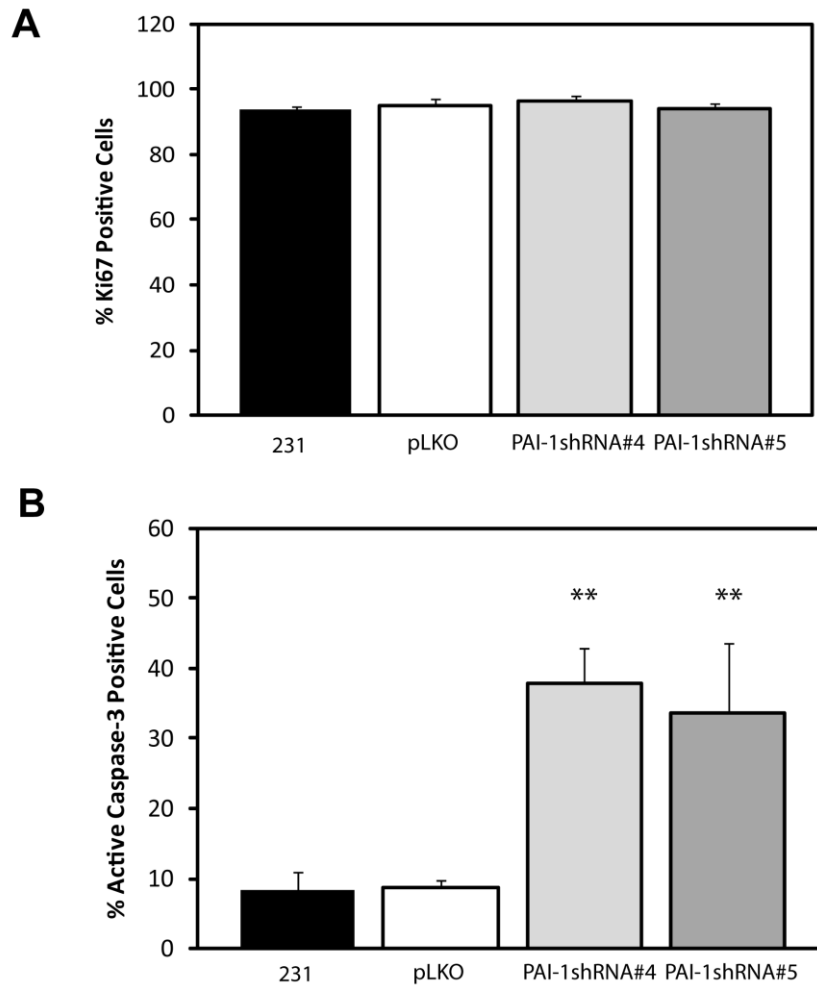 A
120
100
80
60
40
20
0
% Ki67 Positive Cells
231 pLKO PAI-1shRNA#4 PAI-1shRNA#5
B
60
50
40
30
20
10
0
% Active Caspase-3 Positive Cells
** **
231 pLKO PAI-1shRNA#4 PAI-1shRNA#5